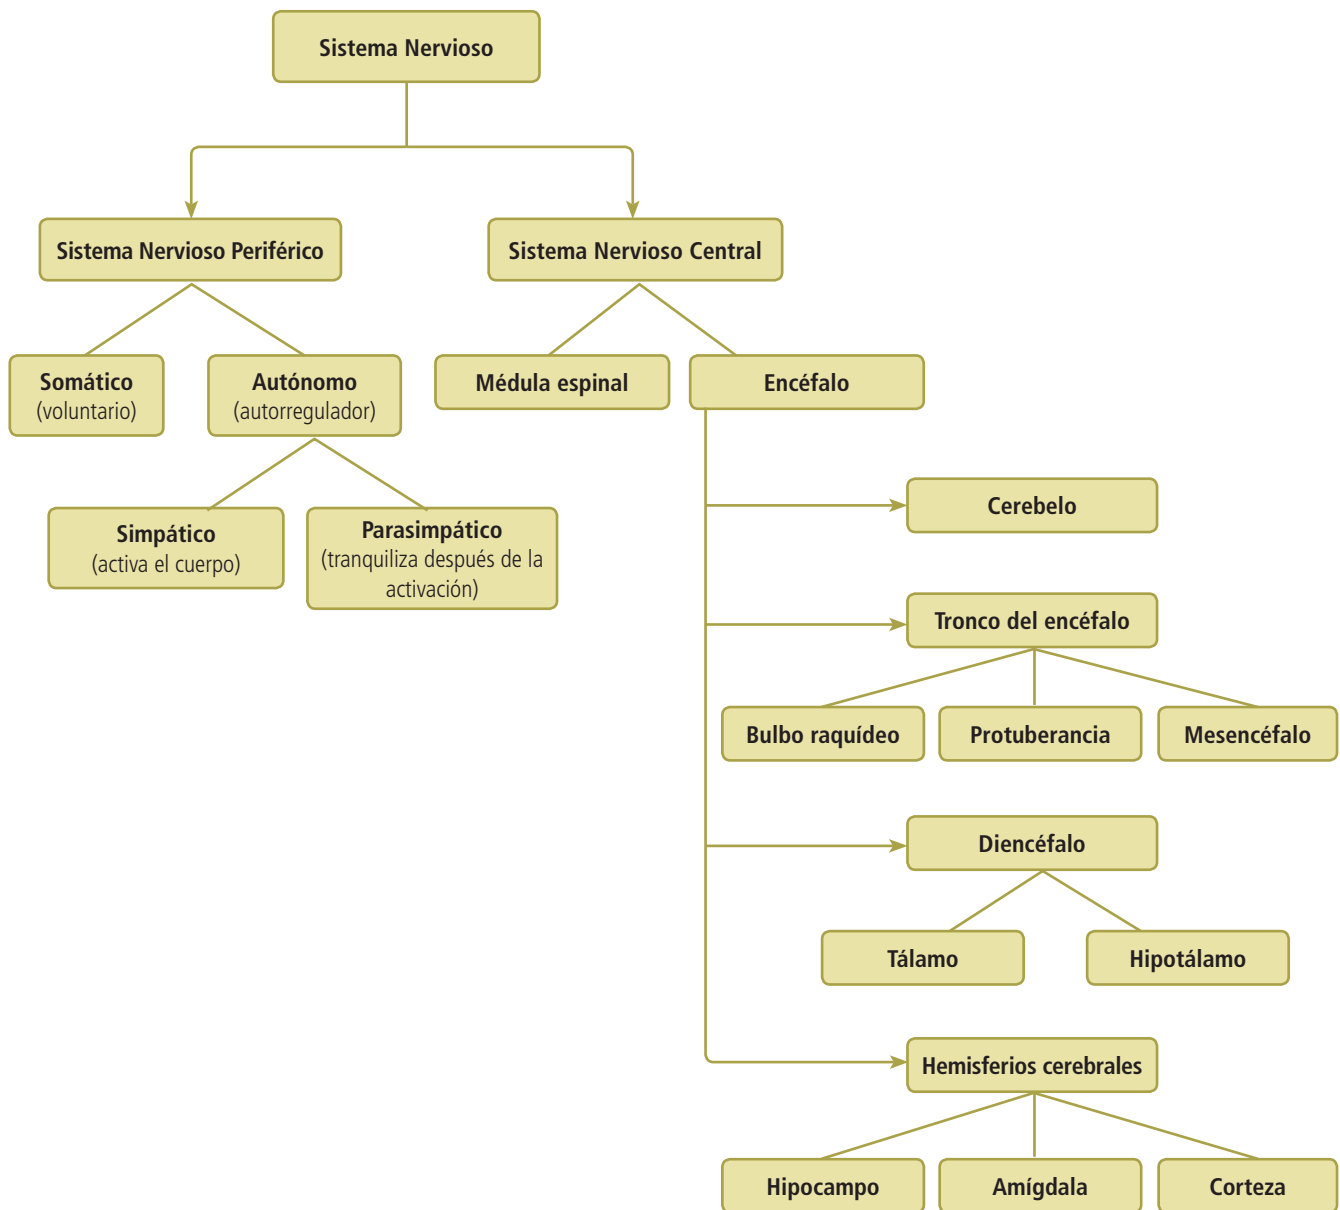 Sistema Nervioso
Sistema Nervioso Periférico
Sistema Nervioso Central
Somático
(voluntario)
Autónomo
(autorregulador)
Médula espinal
Encéfalo
Simpático
(activa el cuerpo)
Parasimpático
(tranquiliza después de la
activación)
Cerebelo
Tronco del encéfalo
Bulbo raquídeo
Protuberancia
Mesencéfalo
Diencéfalo
Tálamo
Hipotálamo
Hemisferios cerebrales
Hipocampo
Amígdala
Corteza